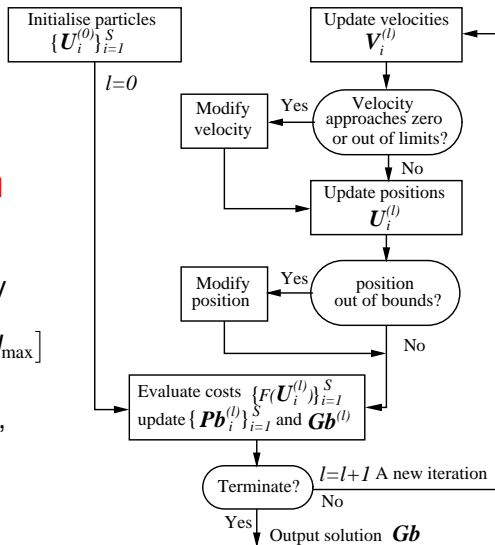 Initialise particles
{U_i^(0)}_{i=1}^S
l=0
Update velocities
V_i^(l)
Velocity
approaches zero
or out of limits?
Yes
Modify
velocity
No
Update positions
U_i^(l)
position
out of bounds?
Yes
Modify
position
No
max]
,
Evaluate costs {F(U_i^(l))}_{i=1}^S
update {Pb_i^(l)}_{i=1}^S and Gb^(l)
Terminate?
l=l+1 A new iteration
No
Yes
Output solution Gb